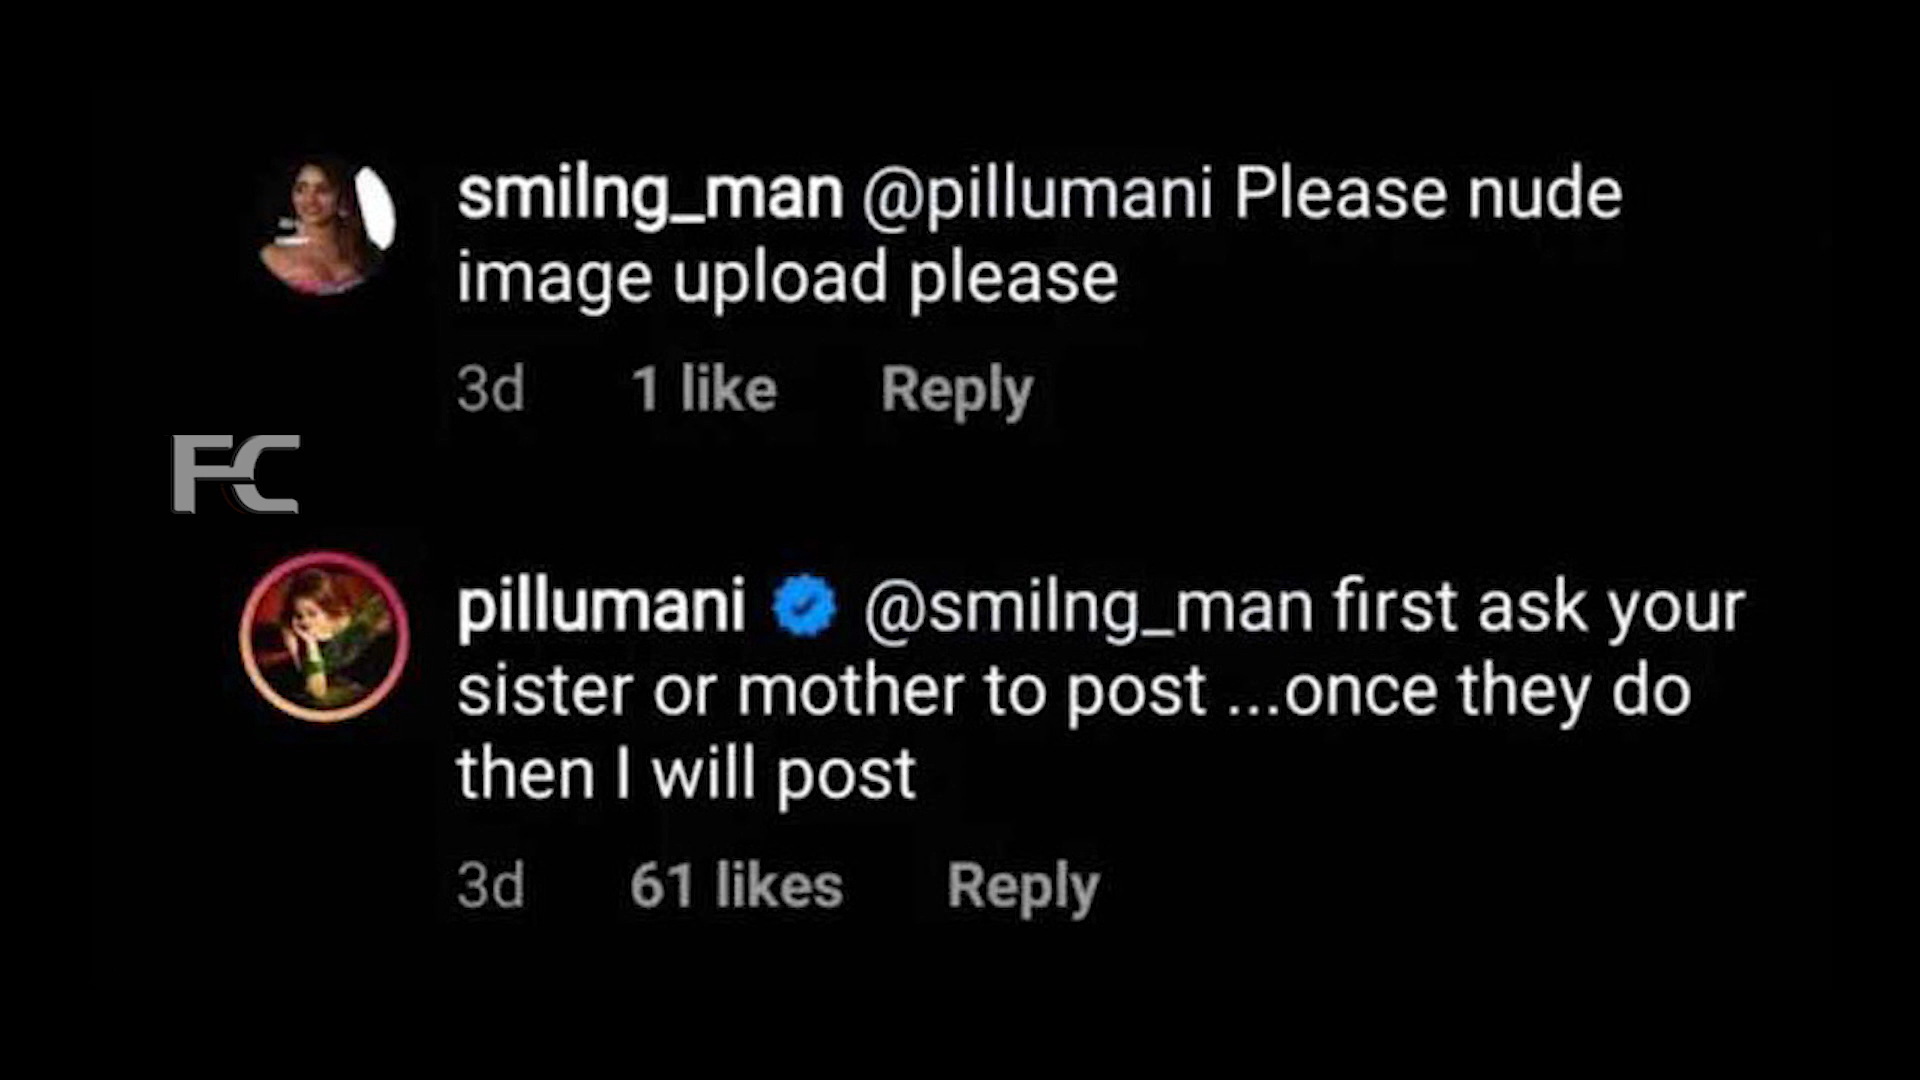 smilng_man @pillumani Please nude
image upload please
3d 1 like Reply
FC
pillumani @smilng_man first ask your
sister or mother to post ...once they do
then I will post
3d 61 likes Reply